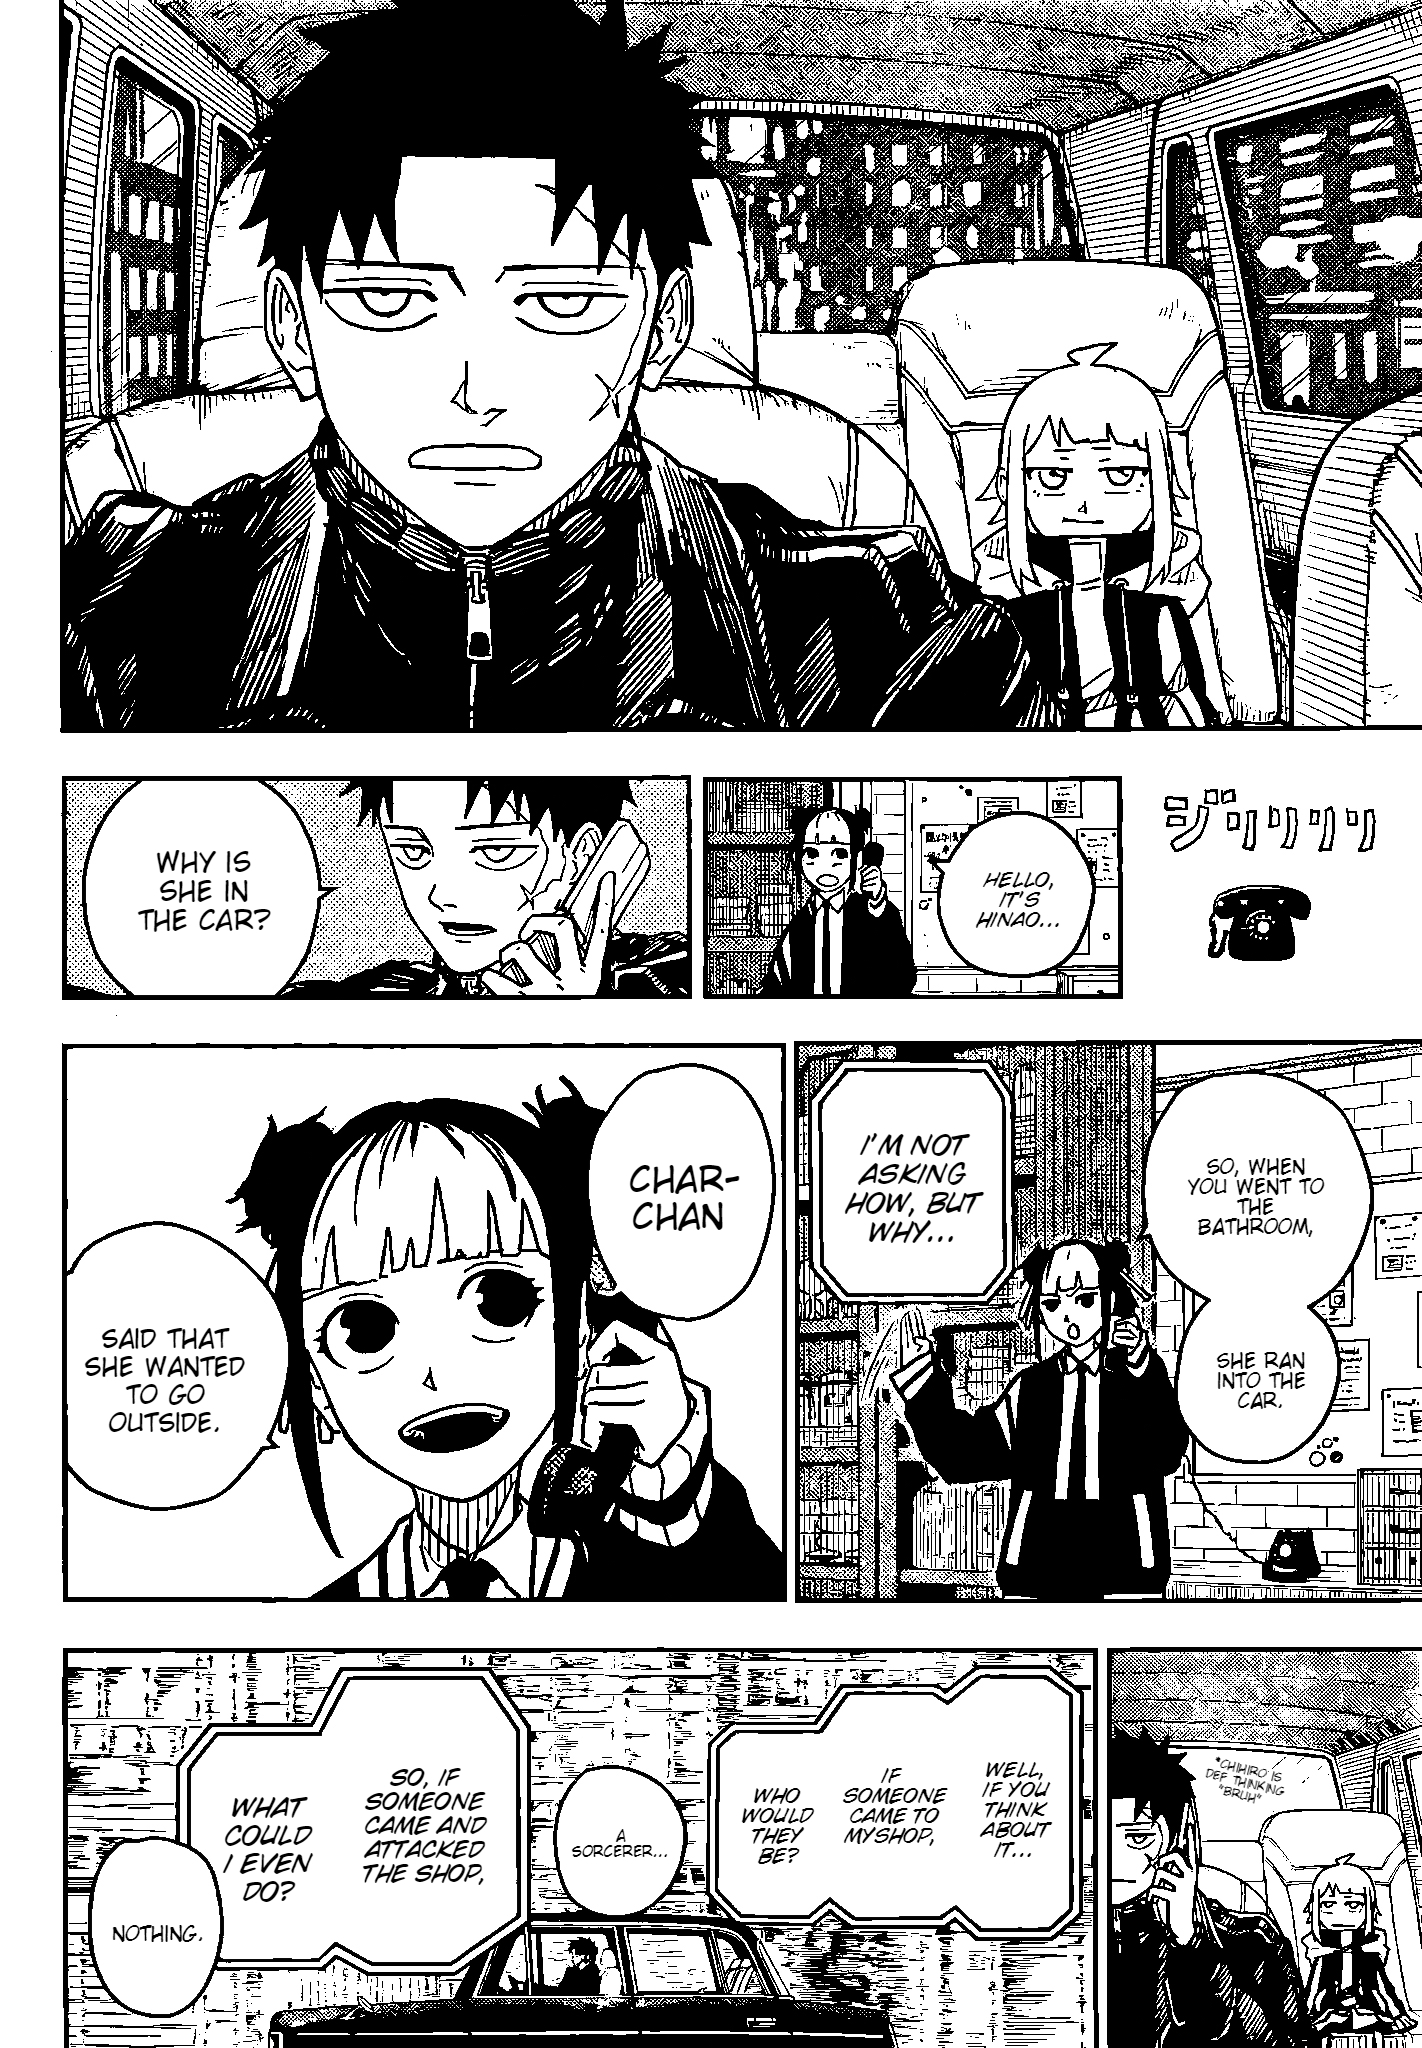 ジリリリリ
HELLO,
IT'S
HINAO...
WHY IS
SHE IN
THE CAR?
SO, WHEN
YOU WENT TO
THE
BATHROOM,
SHE RAN
INTO THE
CAR.
I'M NOT
ASKING
HOW, BUT
WHY...
CHAR-
CHAN
SAID THAT
SHE WANTED
TO GO
OUTSIDE.
*CHIHIRO IS
DEF THINKING
"BRUH"
WELL,
IF YOU
THINK
ABOUT
IT...
IF
SOMEONE
CAME TO
MYSHOP,
WHO
WOULD
THEY
BE?
A
SORCERER...
SO, IF
SOMEONE
CAME AND
ATTACKED
THE SHOP,
WHAT
COULD
I EVEN
DO?
NOTHING.